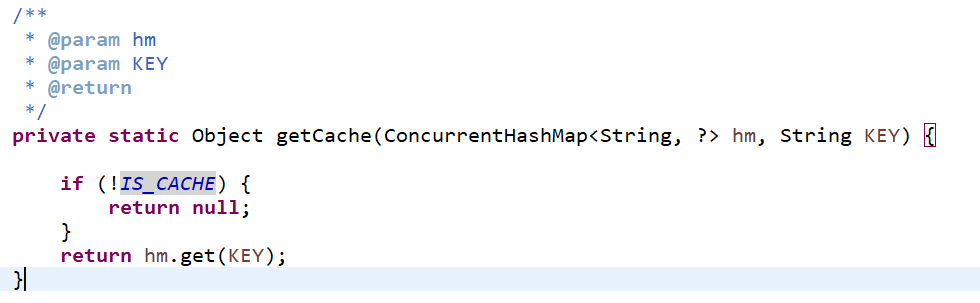 /**
 * @param hm
 * @param KEY
 * @return
 */
private static Object getCache(ConcurrentHashMap<String, ?> hm, String KEY) {
    if (!IS_CACHE) {
        return null;
    }
    return hm.get(KEY);
}